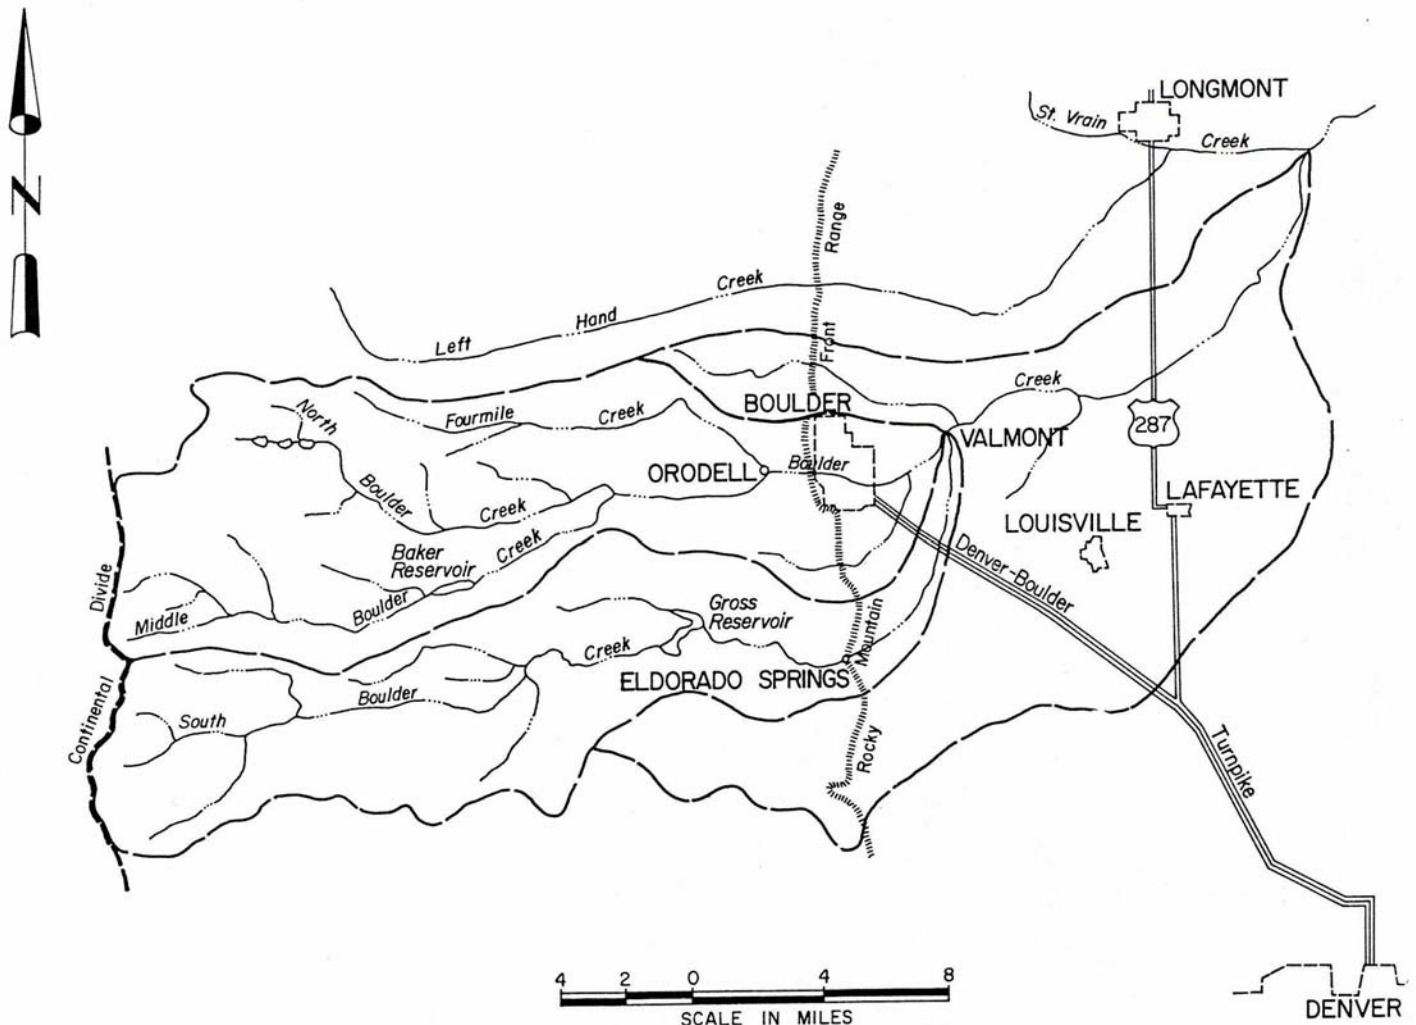 N
LONGMONT
St. Vrain
Creek
Range
Creek
Hand
Left
Front
Creek
BOULDER
North
Fourmile
Creek
287
VALMONT
ORODELL
Boulder
Boulder
LAFAYETTE
Creek
LOUISVILLE
Creek
Baker
Reservoir
Denver-Boulder
Divide
Boulder
Middle
Gross
Reservoir
Mountain
Creek
ELDORADO SPRINGS
Boulder
Continental
South
Rocky
Turnpike
4 2 0 4 8
SCALE IN MILES
DENVER